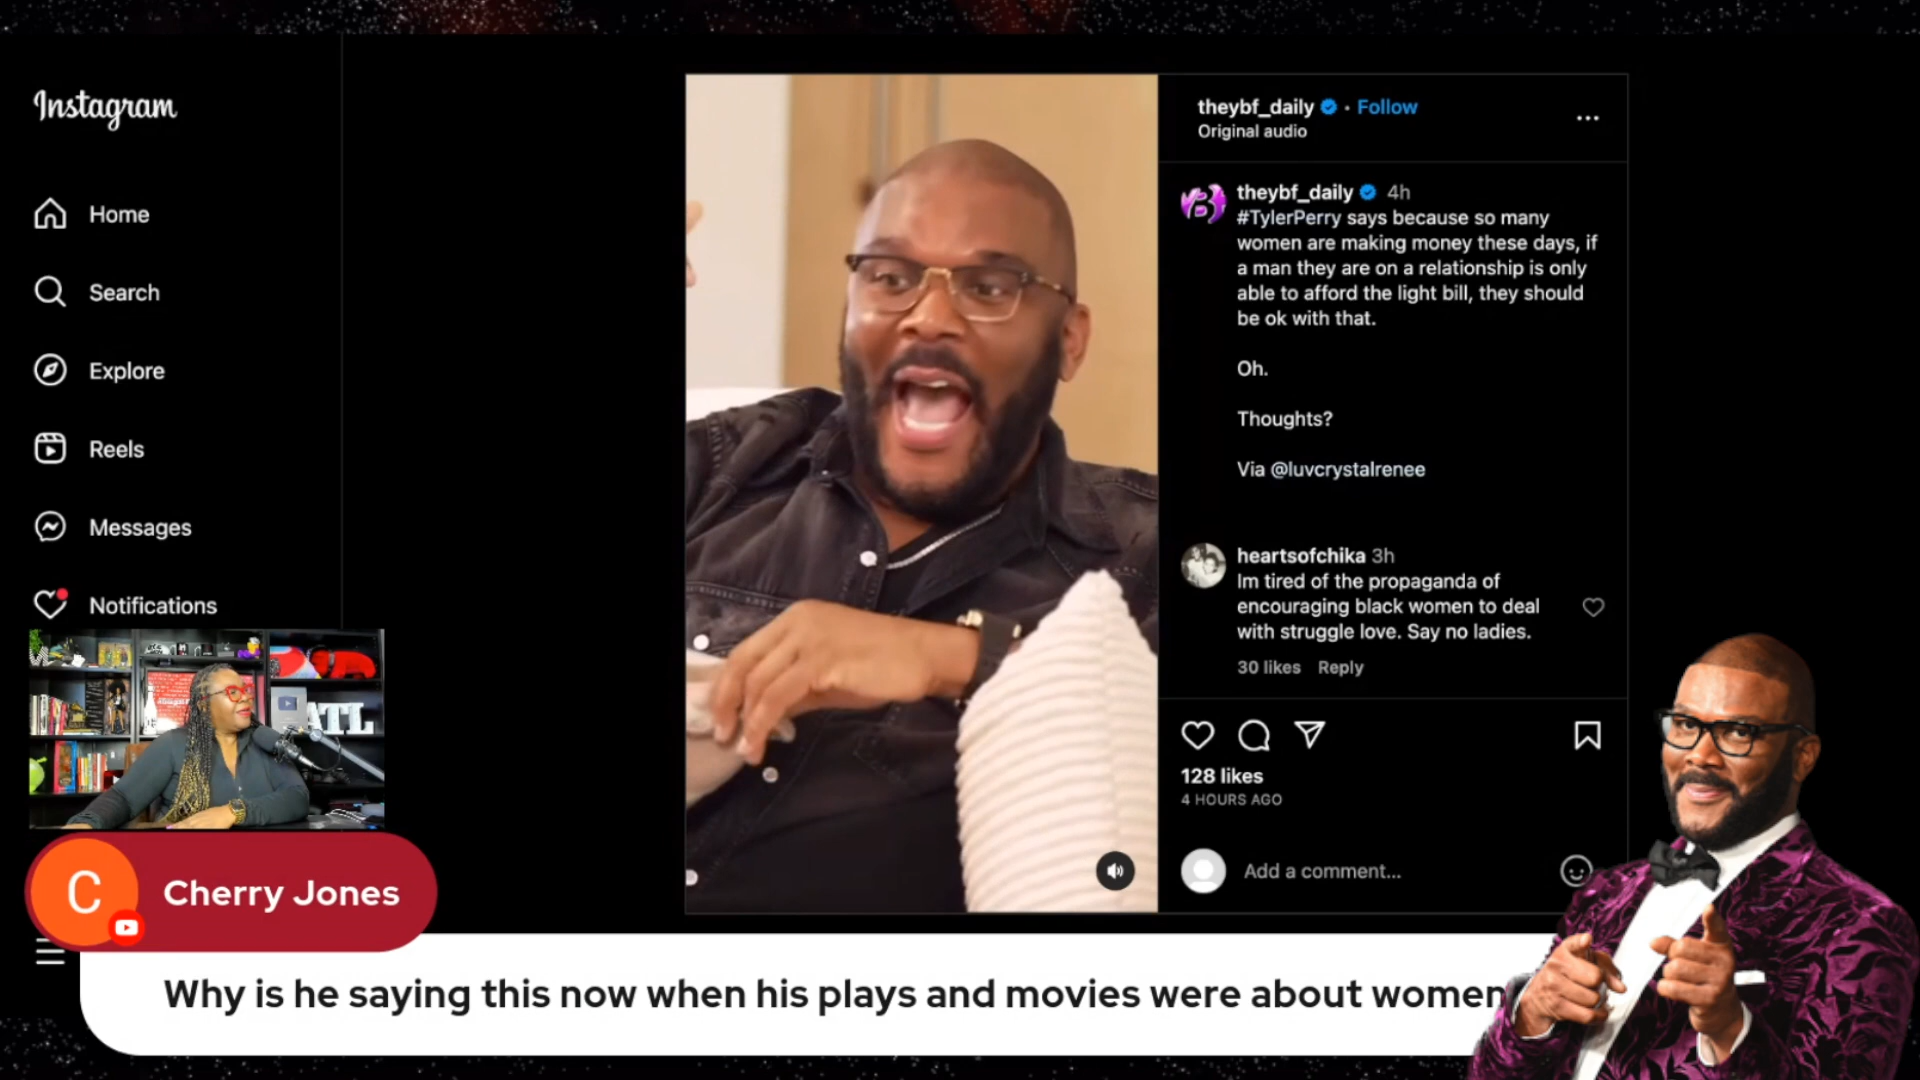 Instagram
Home
Search
Explore
Reels
Messages
Notifications
theybf_daily • Follow
Original audio
theybf_daily 4h
#TylerPerry says because so many
women are making money these days, if
a man they are on a relationship is only
able to afford the light bill, they should
be ok with that.
Oh.
Thoughts?
Via @luvcrystalrenee
heartsofchika 3h
Im tired of the propaganda of
encouraging black women to deal
with struggle love. Say no ladies.
30 likes Reply
128 likes
4 HOURS AGO
Add a comment...
ATL
C
Cherry Jones
Why is he saying this now when his plays and movies were about women